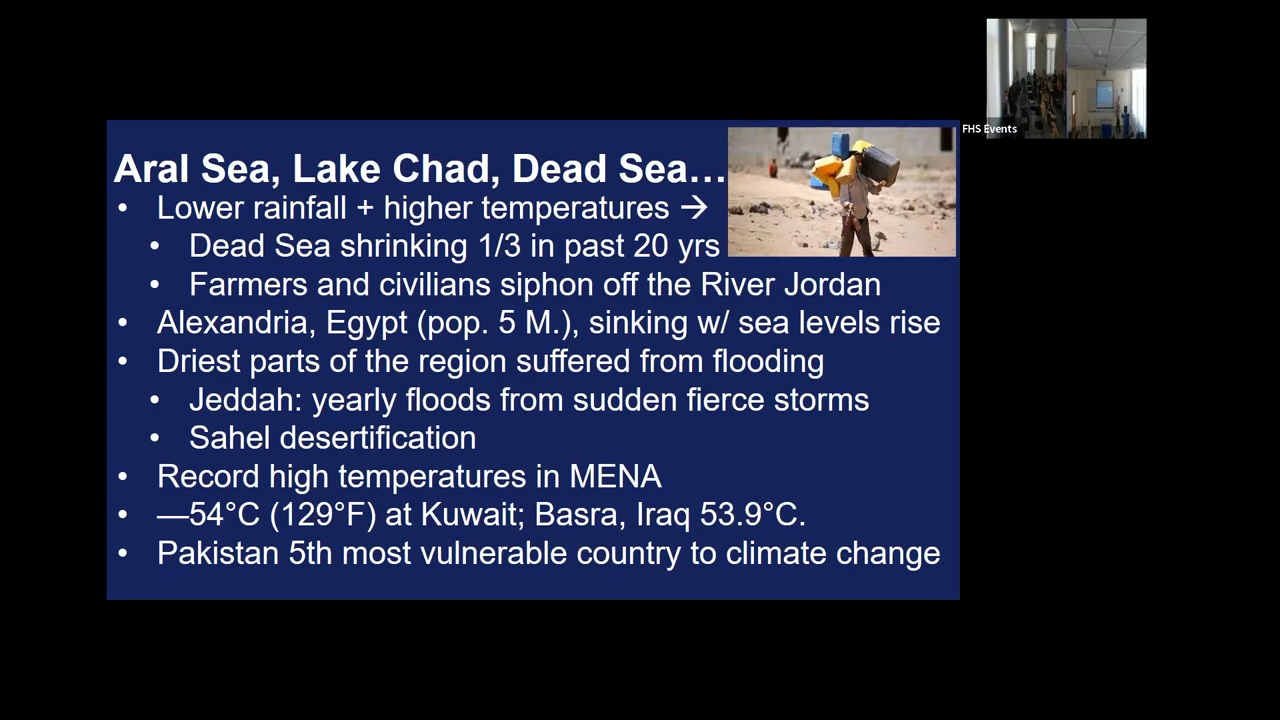 Aral Sea, Lake Chad, Dead Sea…
• Lower rainfall + higher temperatures →
• Dead Sea shrinking 1/3 in past 20 yrs
• Farmers and civilians siphon off the River Jordan
• Alexandria, Egypt (pop. 5 M.), sinking w/ sea levels rise
• Driest parts of the region suffered from flooding
• Jeddah: yearly floods from sudden fierce storms
• Sahel desertification
• Record high temperatures in MENA
• —54°C (129°F) at Kuwait; Basra, Iraq 53.9°C.
• Pakistan 5th most vulnerable country to climate change
FHS Events